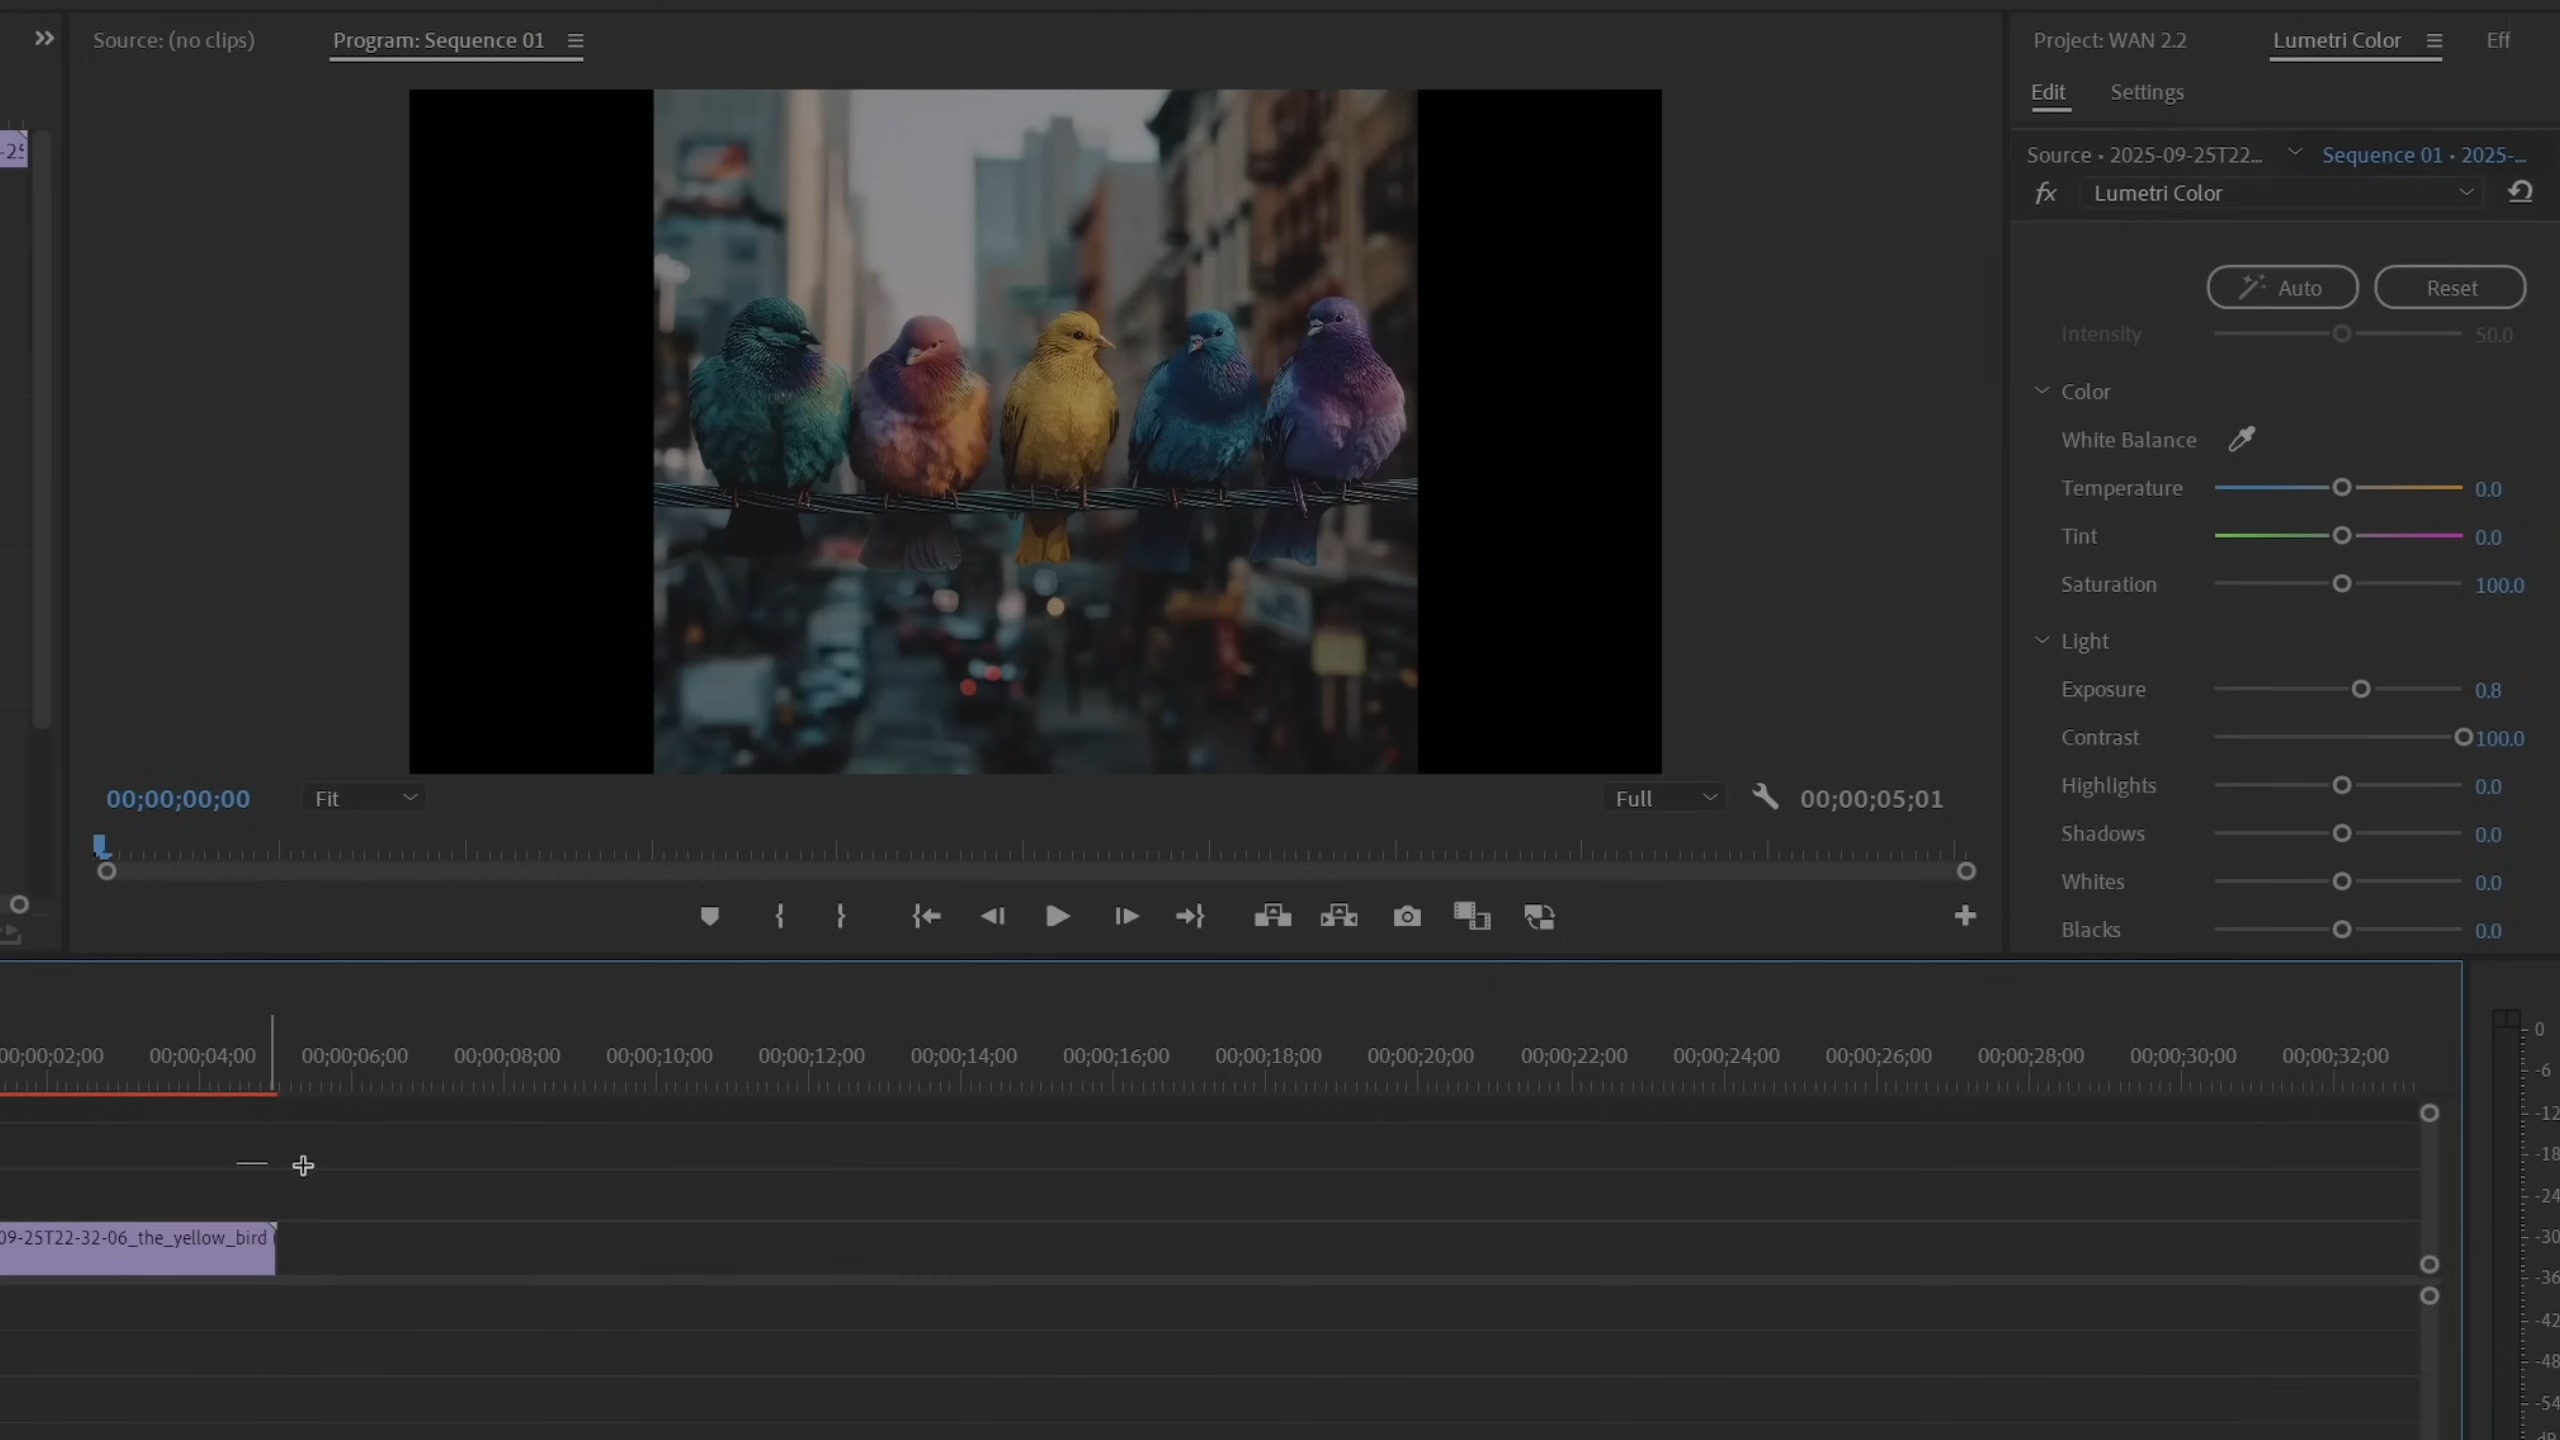 Source: (no clips)
Program: Sequence 01
Project: WAN 2.2
Lumetri Color
Eff
Edit
Settings
-25
Source • 2025-09-25T22...
Sequence 01 • 2025-...
fx
Lumetri Color
Auto
Reset
Intensity
50.0
Color
White Balance
Temperature
0.0
Tint
0.0
Saturation
100.0
Light
Exposure
0.8
Contrast
100.0
Highlights
0.0
Shadows
0.0
Whites
0.0
Blacks
0.0
00;00;00;00
Fit
Full
00;00;05;01
00;00;02;00
00;00;04;00
00;00;06;00
00;00;08;00
00;00;10;00
00;00;12;00
00;00;14;00
00;00;16;00
00;00;18;00
00;00;20;00
00;00;22;00
00;00;24;00
00;00;26;00
00;00;28;00
00;00;30;00
00;00;32;00
09-25T22-32-06_the_yellow_bird
0
-6
-12
-18
-24
-30
-36
-42
-48
-54
dB